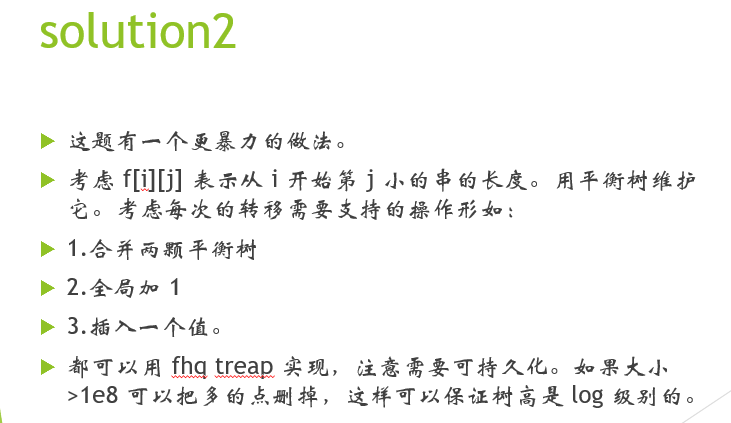 solution2
这题有一个更暴力的做法。
考虑 f[i][j] 表示从 i 开始第 j 小的串的长度。用平衡树维护
它。考虑每次的转移需要支持的操作形如：
1.合并两颗平衡树
2.全局加 1
3.插入一个值。
都可以用 fhq treap 实现，注意需要可持久化。如果大小
>1e8 可以把多的点删掉，这样可以保证树高是 log 级别的。